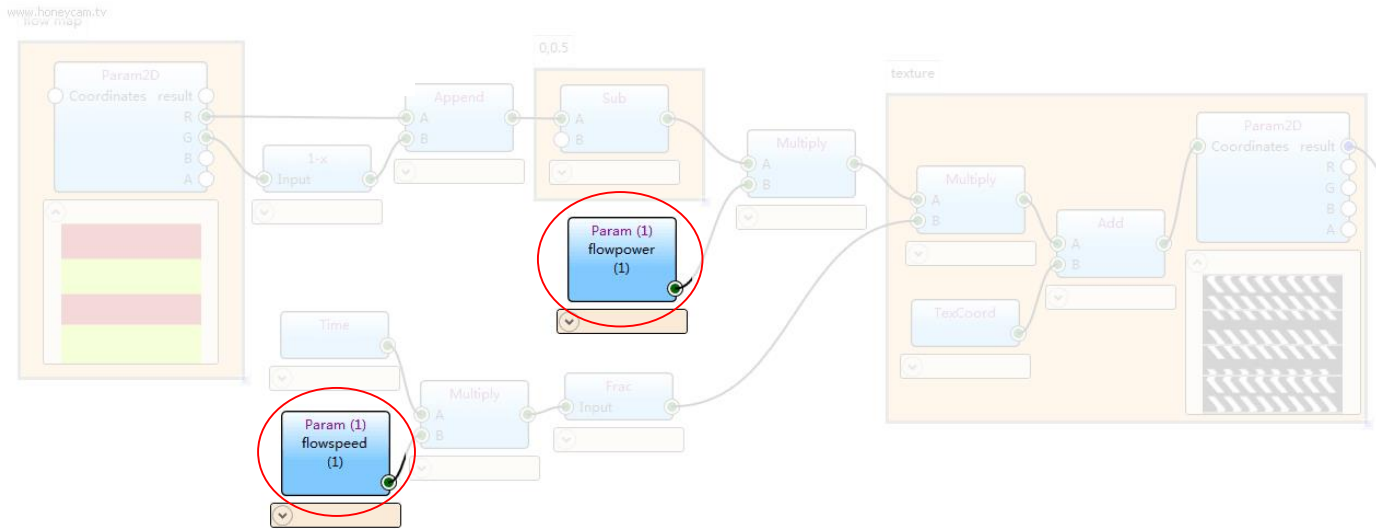 www.honeycam.tv
flow map
0,0.5
texture
Param2D
Coordinates result
R
G
B
A
1-x
Input
Append
A
B
Sub
A
B
Multiply
A
B
Param (1)
flowpower
(1)
Time
Param (1)
flowspeed
(1)
Multiply
A
B
Frac
Input
Multiply
A
B
TexCoord
Add
A
B
Param2D
Coordinates result
R
G
B
A